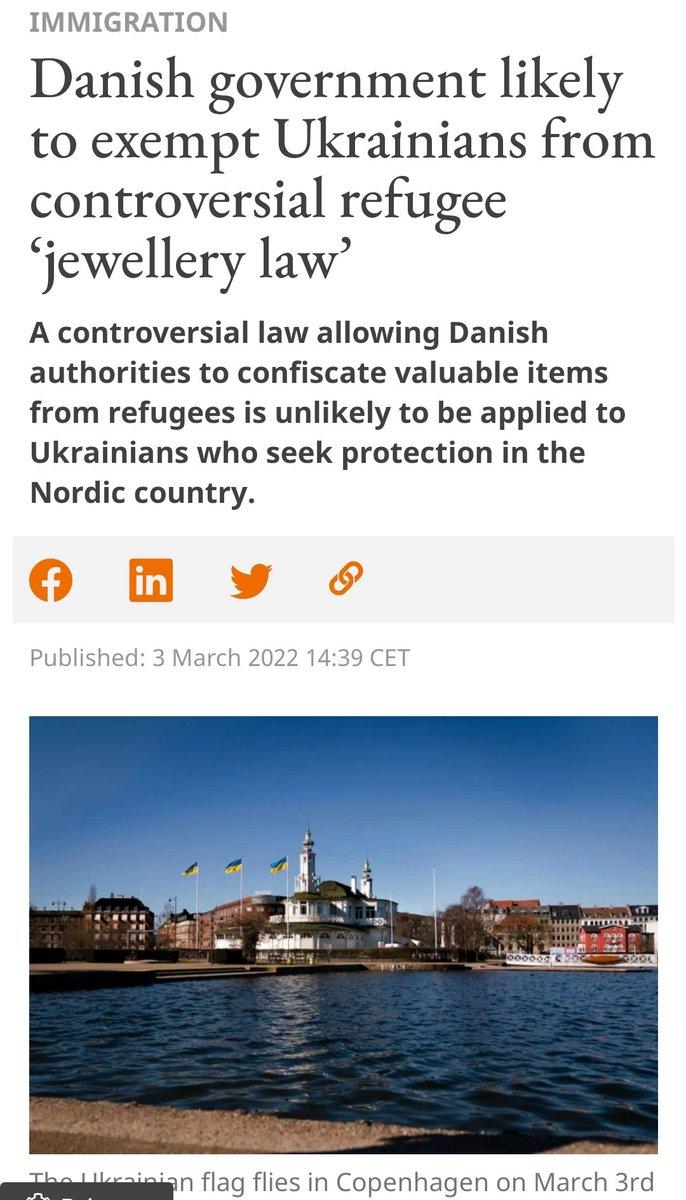 IMMIGRATION
Danish government likely
to exempt Ukrainians from
controversial refugee
‘jewellery law’
A controversial law allowing Danish
authorities to confiscate valuable items
from refugees is unlikely to be applied to
Ukrainians who seek protection in the
Nordic country.
Published: 3 March 2022 14:39 CET
The Ukrainian flag flies in Copenhagen on March 3rd